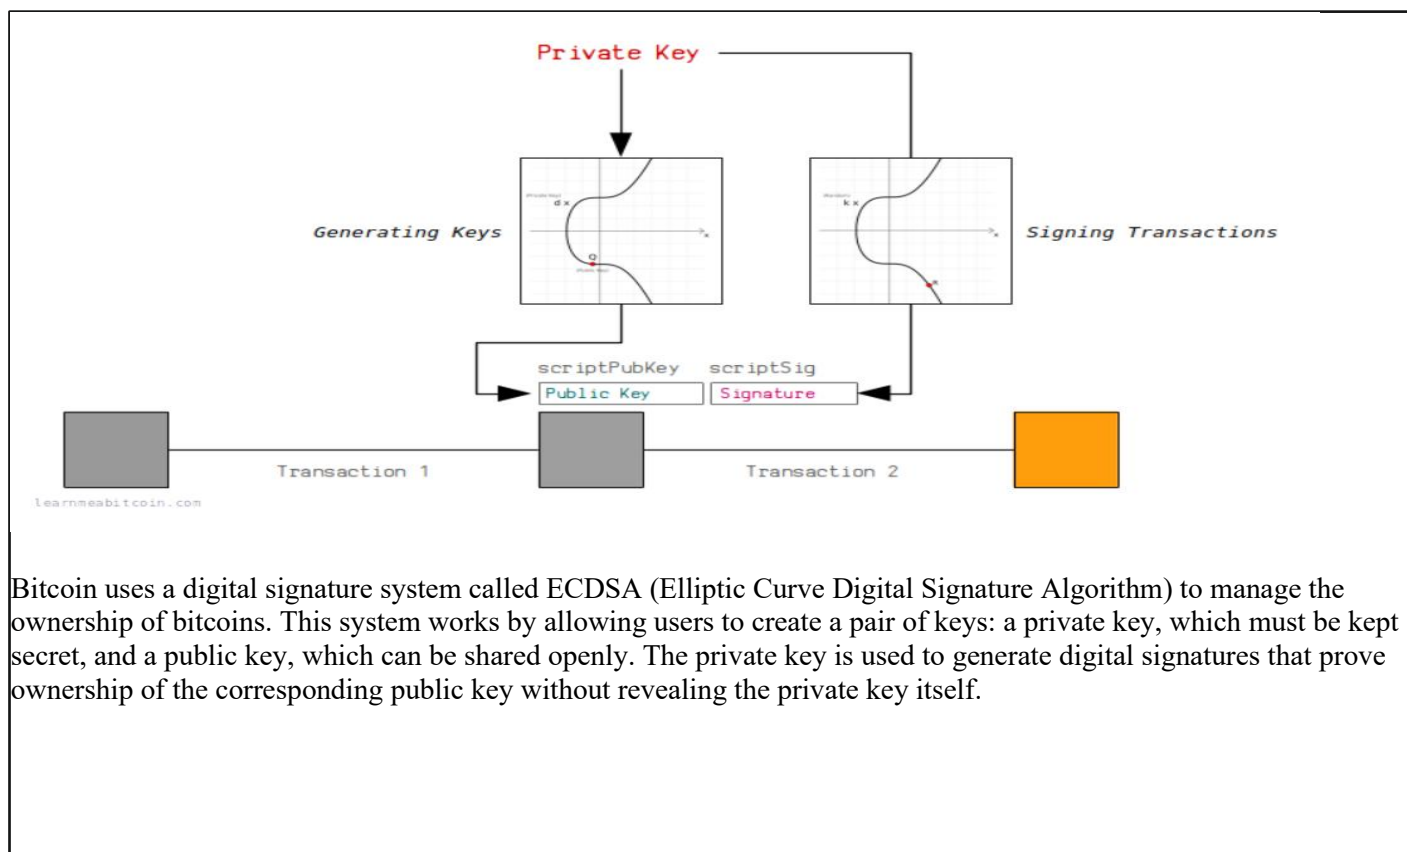 Private Key
(Private Key)
d x
k x
Generating Keys
x
x
Signing Transactions
Q
(Public Key)
R
scriptPubKey scriptSig
Public Key Signature
Transaction 1 Transaction 2
learnmeabitcoin.com
Bitcoin uses a digital signature system called ECDSA (Elliptic Curve Digital Signature Algorithm) to manage the
ownership of bitcoins. This system works by allowing users to create a pair of keys: a private key, which must be kept
secret, and a public key, which can be shared openly. The private key is used to generate digital signatures that prove
ownership of the corresponding public key without revealing the private key itself.